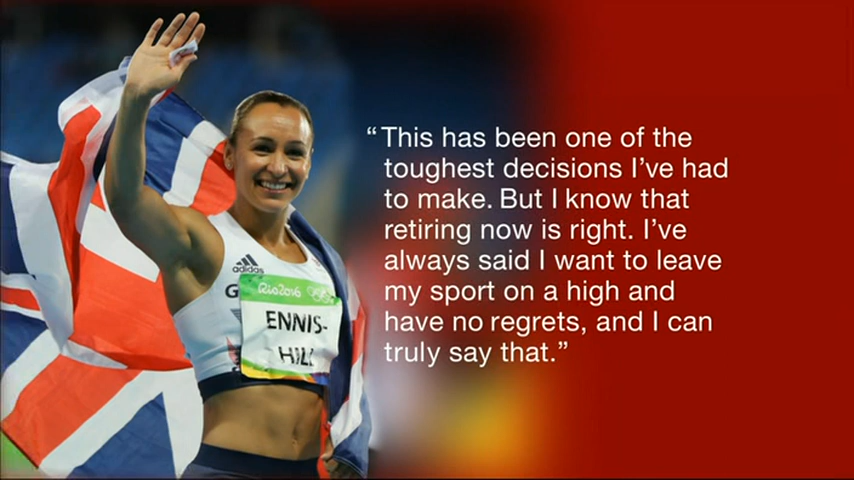 adidas
G
Rio2016
ENNIS-
HILL
“This has been one of the
toughest decisions I’ve had
to make. But I know that
retiring now is right. I’ve
always said I want to leave
my sport on a high and
have no regrets, and I can
truly say that.”